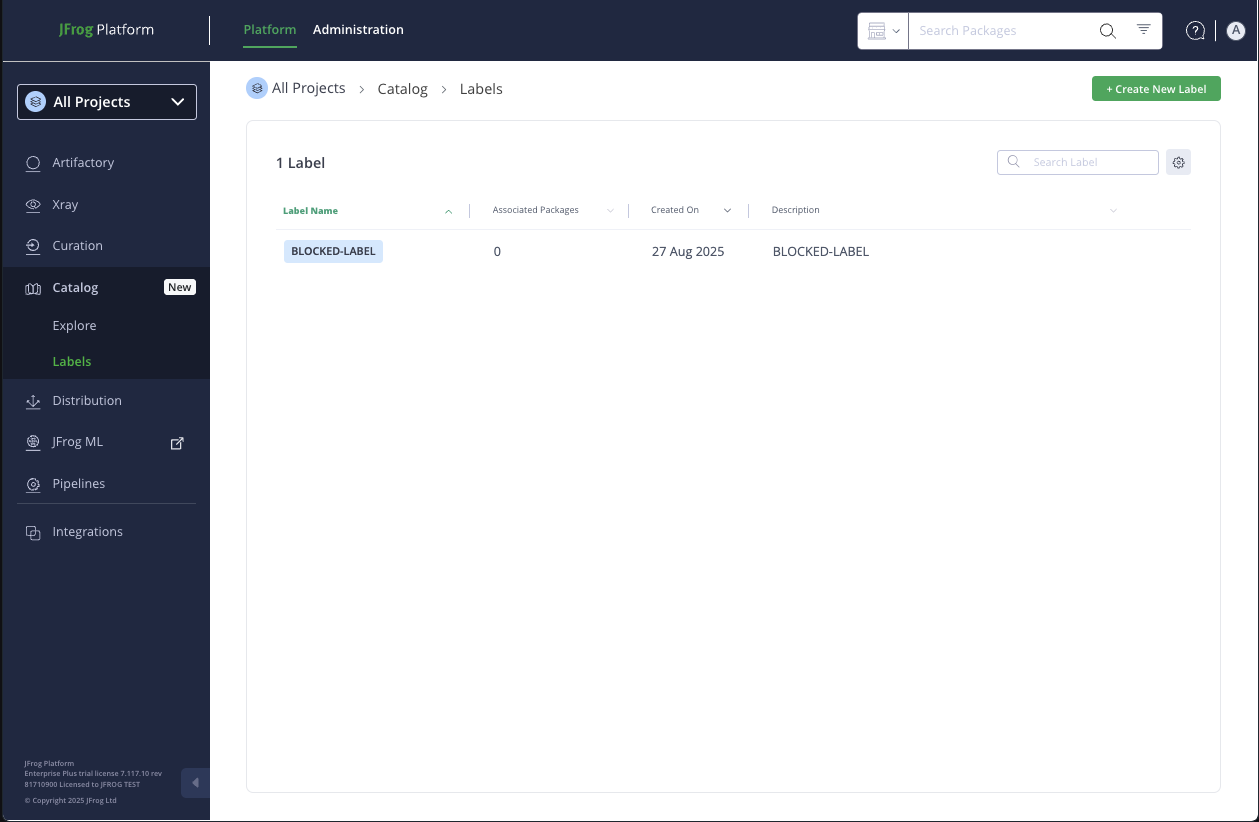 JFrog Platform
Platform
Administration
Search Packages
?
A
All Projects
All Projects > Catalog > Labels
+ Create New Label
Artifactory
Xray
Curation
Catalog
New
Explore
Labels
Distribution
JFrog ML
Pipelines
Integrations
1 Label
Search Label
Label Name
Associated Packages
Created On
Description
BLOCKED-LABEL
0
27 Aug 2025
BLOCKED-LABEL
JFrog Platform
Enterprise Plus trial license 7.117.10 rev
81710900 Licensed to JFROG TEST
© Copyright 2025 JFrog Ltd